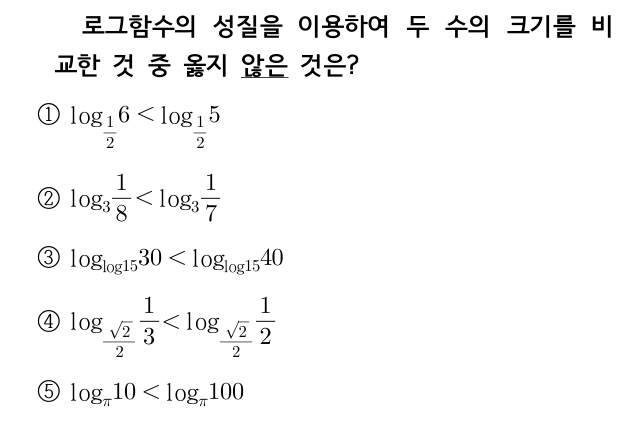 로그함수의 성질을 이용하여 두 수의 크기를 비
교한 것 중 옳지 않은 것은?
① $\log_{\frac{1}{2}}6 < \log_{\frac{1}{2}}5$
② $\log_3\frac{1}{8} < \log_3\frac{1}{7}$
③ $\log_{\log 15}30 < \log_{\log 15}40$
④ $\log_{\frac{\sqrt{2}}{2}}\frac{1}{3} < \log_{\frac{\sqrt{2}}{2}}\frac{1}{2}$
⑤ $\log_{\pi}10 < \log_{\pi}100$